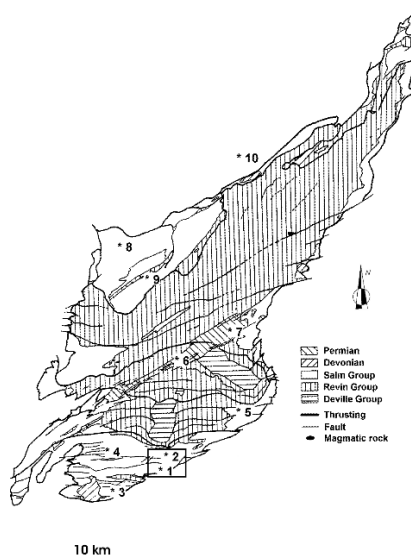 * 10
* 8
9
* 7
* 6
* 5
* 4
* 2
* 1
* 3
N
Permian
Devonian
Salm Group
Revin Group
Deville Group
Thrusting
Fault
Magmatic rock
10 km